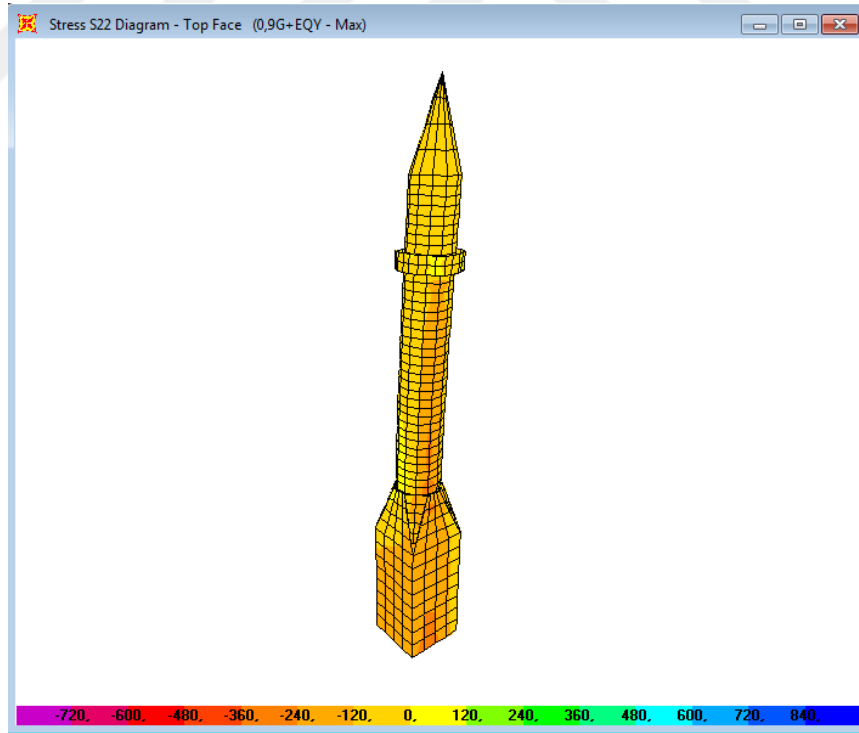 Stress S22 Diagram - Top Face (0,9G+EQY - Max)
-720, -600, -480, -360, -240, -120, 0, 120, 240, 360, 480, 600, 720, 840,